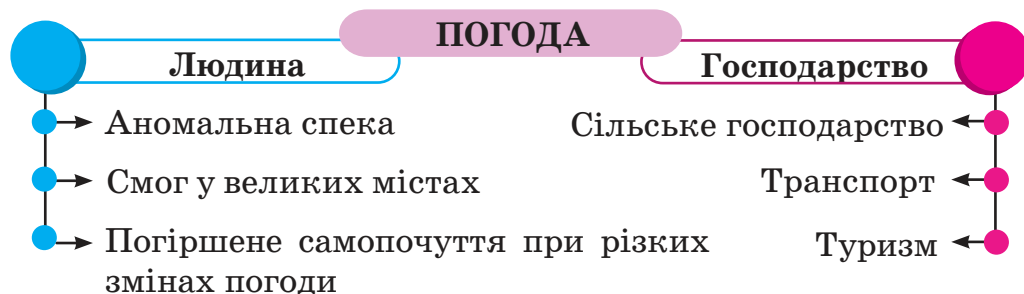 ПОГОДА
Людина
Господарство
Аномальна спека
Сільське господарство
Смог у великих містах
Транспорт
Погіршене самопочуття при різких
змінах погоди
Туризм